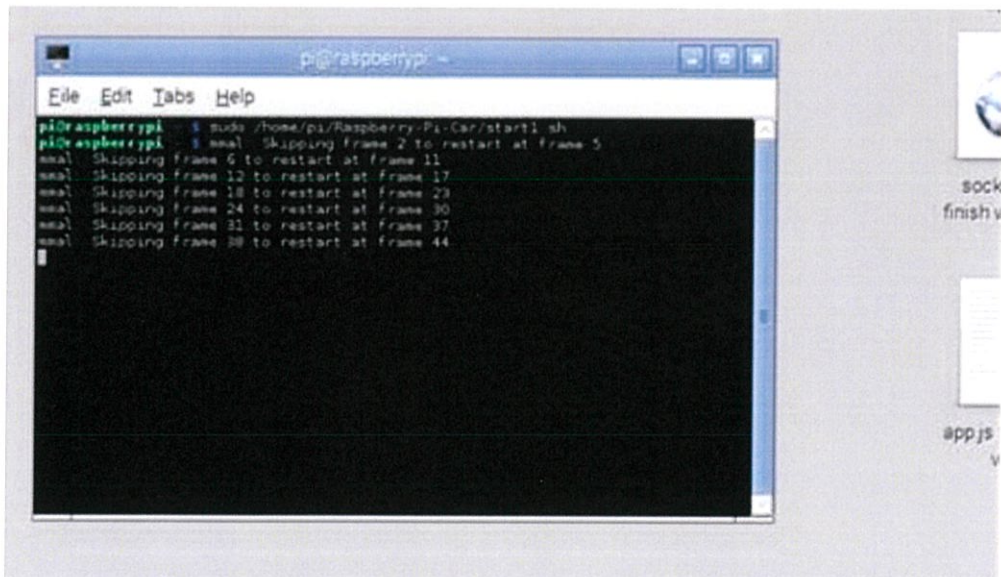 pi@raspberrypi: ~
File Edit Tabs Help
pi@raspberrypi $ sudo /home/pi/Raspberry-Pi-Car/start1 sh
pi@raspberrypi $ mmal Skipping frame 2 to restart at frame 5
mmal Skipping frame 6 to restart at frame 11
mmal Skipping frame 12 to restart at frame 17
mmal Skipping frame 18 to restart at frame 23
mmal Skipping frame 24 to restart at frame 30
mmal Skipping frame 31 to restart at frame 37
mmal Skipping frame 38 to restart at frame 44
sock
finish
app.js